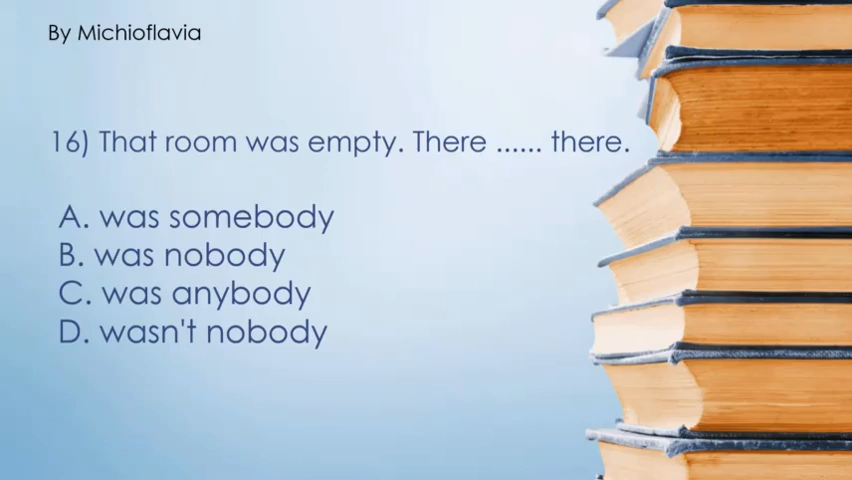 By Michioflavia
16) That room was empty. There ...... there.
A. was somebody
B. was nobody
C. was anybody
D. wasn't nobody